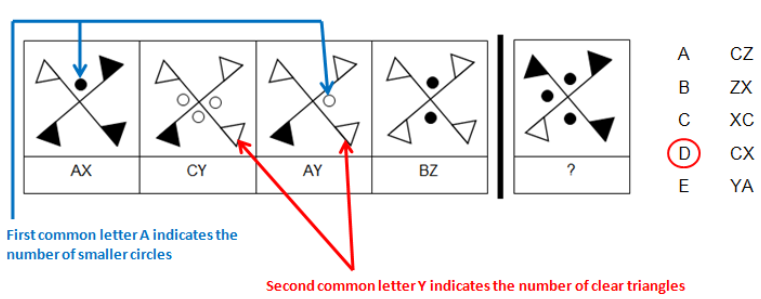 A CZ
B ZX
C XC
D CX
E YA
AX CY AY BZ ?
First common letter A indicates the
number of smaller circles
Second common letter Y indicates the number of clear triangles